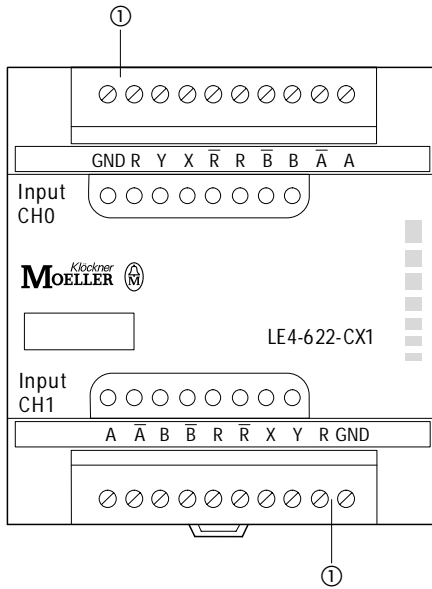 ①
GND R Y X R̅ R B̅ B A̅ A
Input
CH0
Klöckner
MOELLER M
LE4-622-CX1
Input
CH1
A A̅ B B̅ R R̅ X Y R GND
①